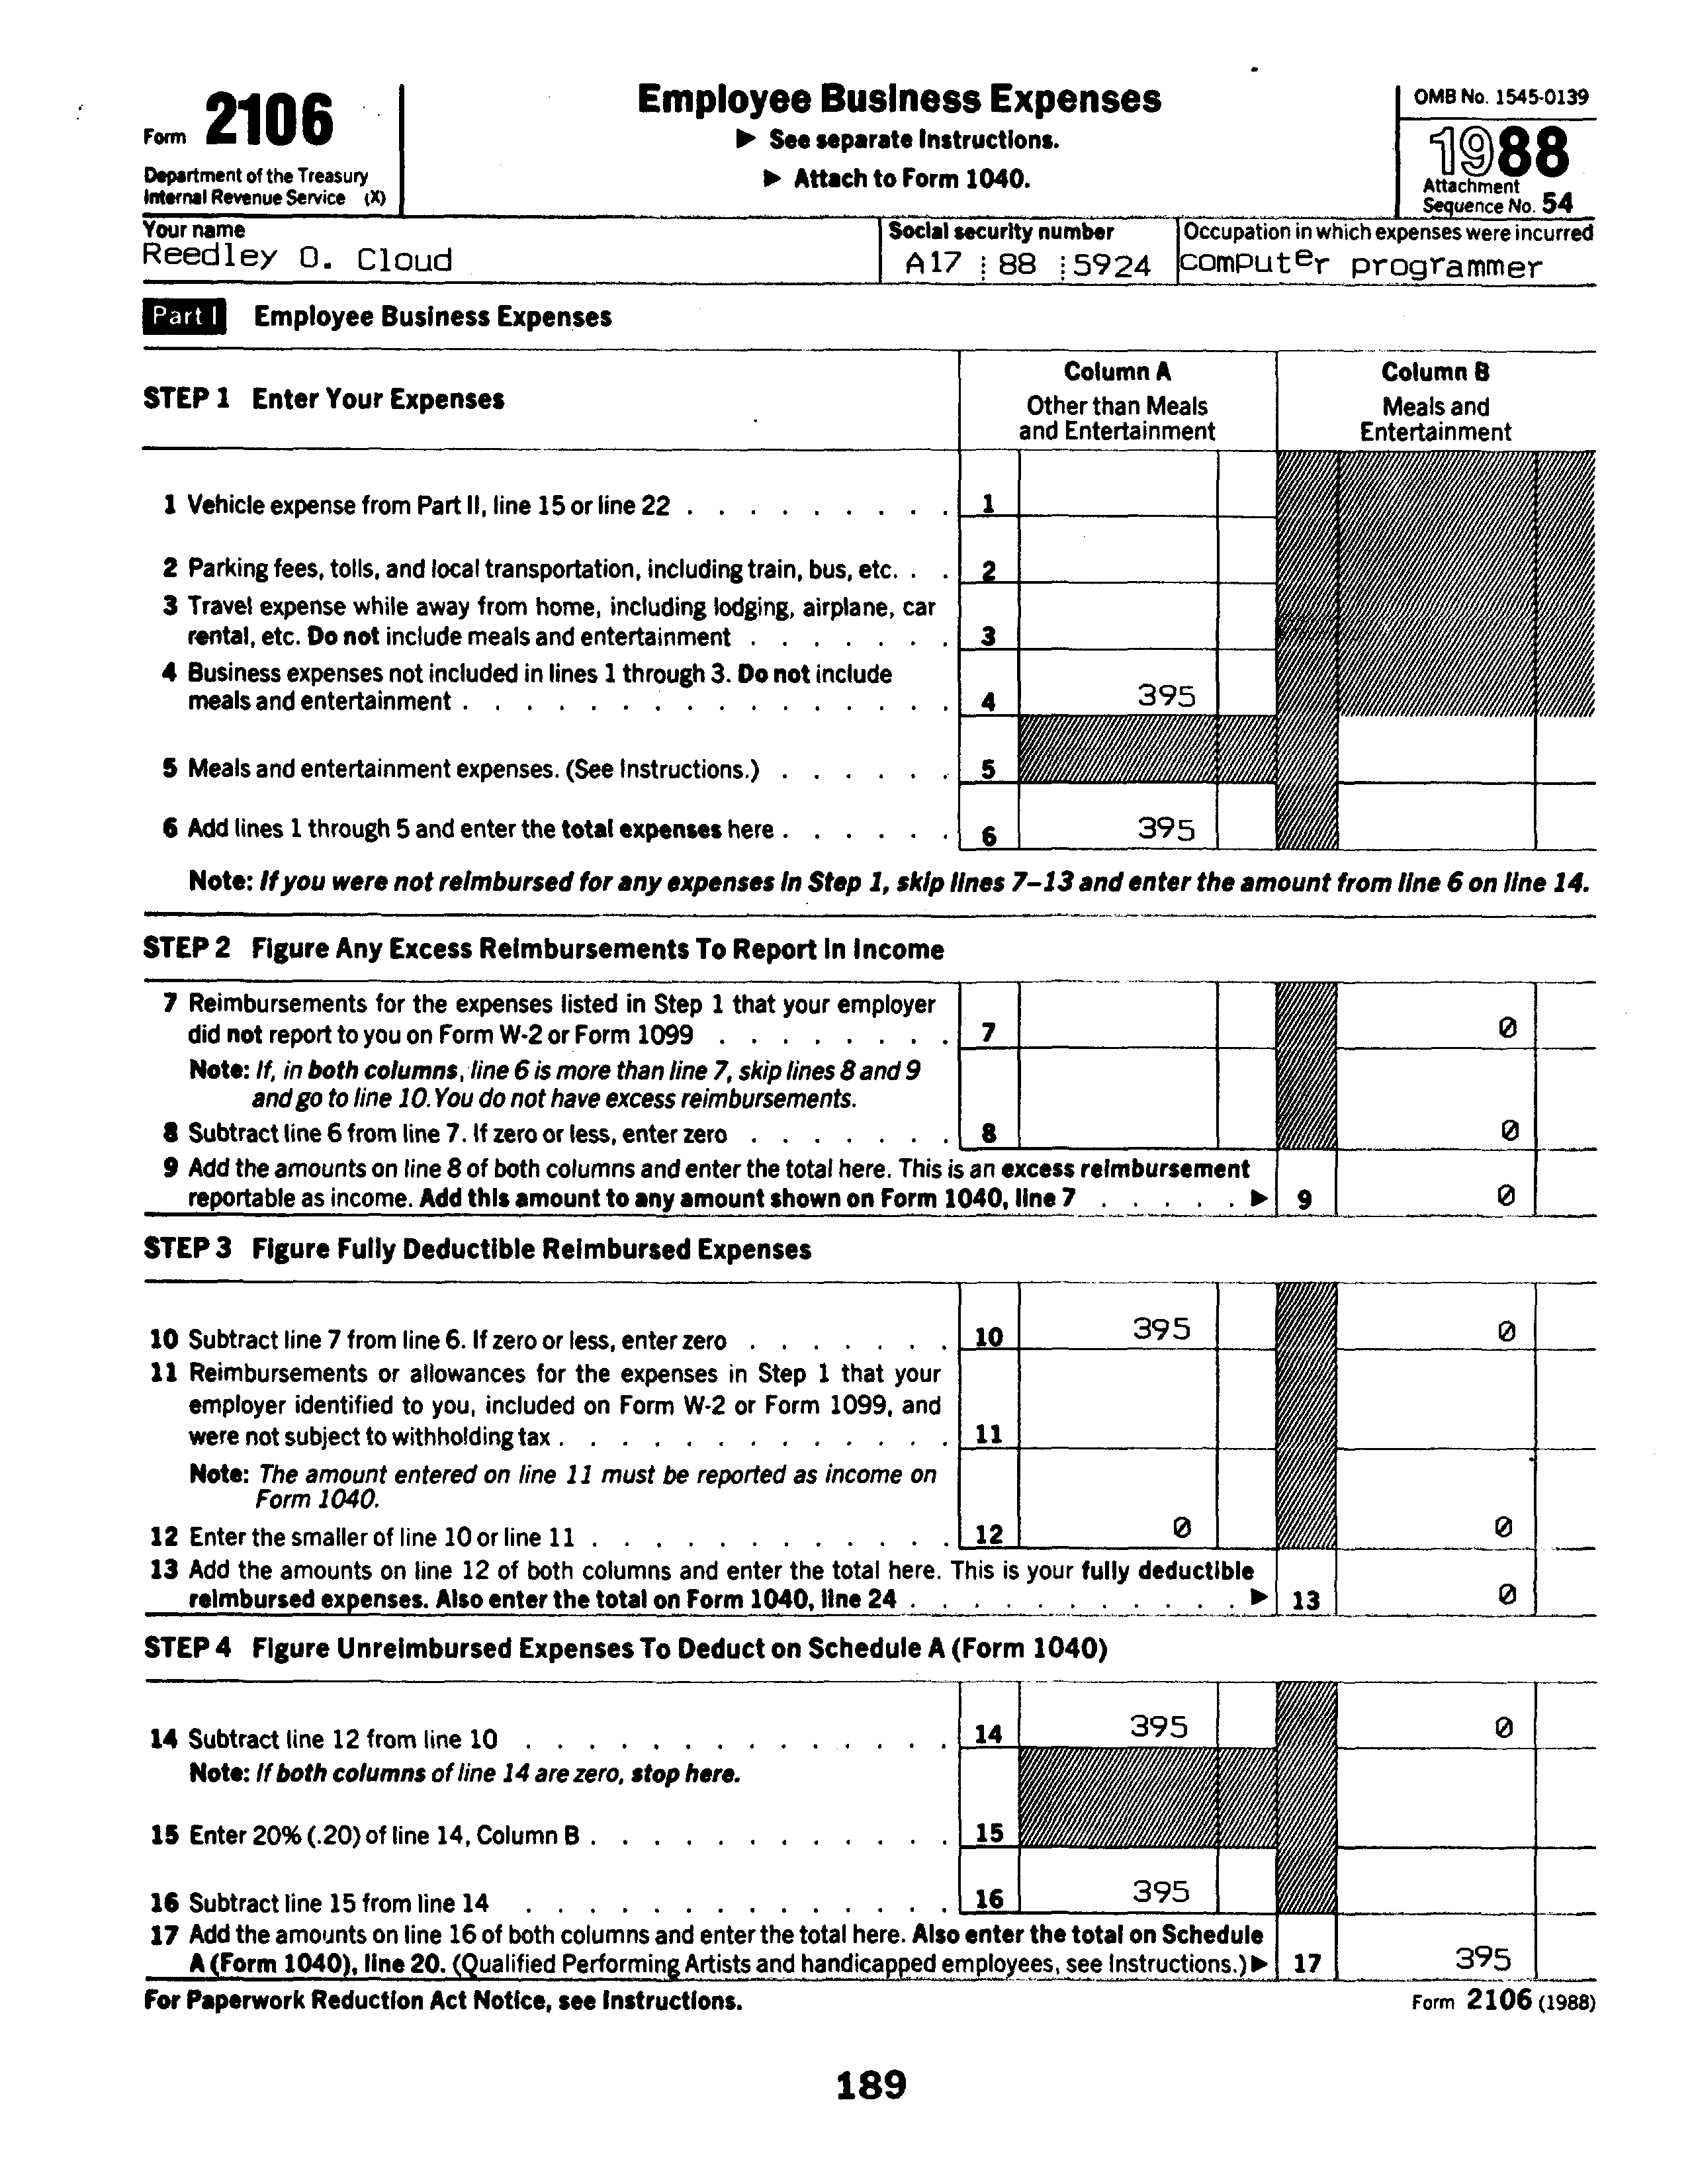 Form 2106
Department of the Treasury
Internal Revenue Service (X)
Employee Business Expenses
▶ See separate Instructions.
▶ Attach to Form 1040.
OMB No. 1545-0139
1988
Attachment
Sequence No. 54
Your name
Reedley O. Cloud
Social security number
A17 88 5924
Occupation in which expenses were incurred
computer programmer
Part I Employee Business Expenses
STEP 1 Enter Your Expenses
Column A
Other than Meals
and Entertainment
Column B
Meals and
Entertainment
1 Vehicle expense from Part II, line 15 or line 22 . . . . . . . . . 1
2 Parking fees, tolls, and local transportation, including train, bus, etc. . . 2
3 Travel expense while away from home, including lodging, airplane, car
rental, etc. Do not include meals and entertainment . . . . . . . 3
4 Business expenses not included in lines 1 through 3. Do not include
meals and entertainment . . . . . . . . . . . . . . . . 4 395
5 Meals and entertainment expenses. (See Instructions.) . . . . . . 5
6 Add lines 1 through 5 and enter the total expenses here . . . . . . 6 395
Note: If you were not reimbursed for any expenses in Step 1, skip lines 7–13 and enter the amount from line 6 on line 14.
STEP 2 Figure Any Excess Reimbursements To Report In Income
7 Reimbursements for the expenses listed in Step 1 that your employer
did not report to you on Form W-2 or Form 1099 . . . . . . . . 7 0
Note: If, in both columns, line 6 is more than line 7, skip lines 8 and 9
and go to line 10. You do not have excess reimbursements.
8 Subtract line 6 from line 7. If zero or less, enter zero . . . . . . . 8 0
9 Add the amounts on line 8 of both columns and enter the total here. This is an excess reimbursement
reportable as income. Add this amount to any amount shown on Form 1040, line 7 . . . . . ▶ 9 0
STEP 3 Figure Fully Deductible Reimbursed Expenses
10 Subtract line 7 from line 6. If zero or less, enter zero . . . . . . . 10 395 0
11 Reimbursements or allowances for the expenses in Step 1 that your
employer identified to you, included on Form W-2 or Form 1099, and
were not subject to withholding tax . . . . . . . . . . . . . 11
Note: The amount entered on line 11 must be reported as income on
Form 1040.
12 Enter the smaller of line 10 or line 11 . . . . . . . . . . . . 12 0 0
13 Add the amounts on line 12 of both columns and enter the total here. This is your fully deductible
reimbursed expenses. Also enter the total on Form 1040, line 24 . . . . . . . . . . . ▶ 13 0
STEP 4 Figure Unreimbursed Expenses To Deduct on Schedule A (Form 1040)
14 Subtract line 12 from line 10 . . . . . . . . . . . . . . 14 395 0
Note: If both columns of line 14 are zero, stop here.
15 Enter 20% (.20) of line 14, Column B . . . . . . . . . . . . 15
16 Subtract line 15 from line 14 . . . . . . . . . . . . . . 16 395
17 Add the amounts on line 16 of both columns and enter the total here. Also enter the total on Schedule
A (Form 1040), line 20. (Qualified Performing Artists and handicapped employees, see Instructions.) ▶ 17 395
For Paperwork Reduction Act Notice, see Instructions.
Form 2106 (1988)
189